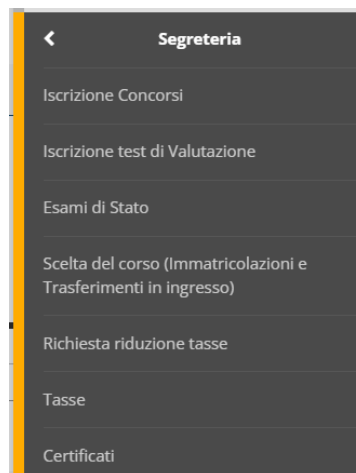 Segreteria
Iscrizione Concorsi
Iscrizione test di Valutazione
Esami di Stato
Scelta del corso (Immatricolazioni e
Trasferimenti in ingresso)
Richiesta riduzione tasse
Tasse
Certificati